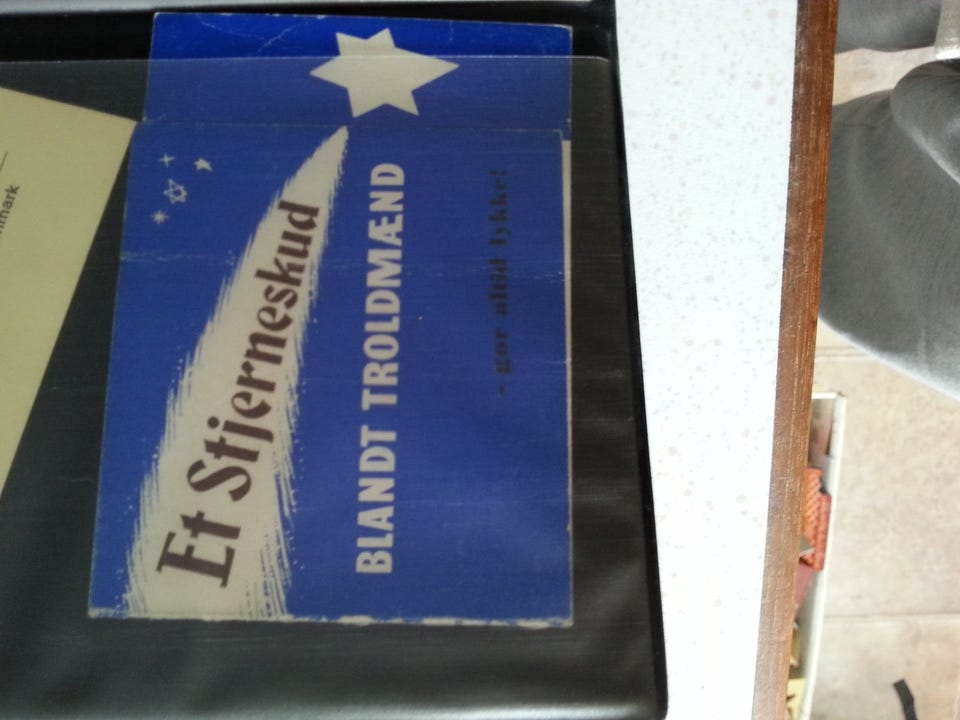 Et Stjerneskud
BLANDT TROLDMÆND
- gør altid lykke!